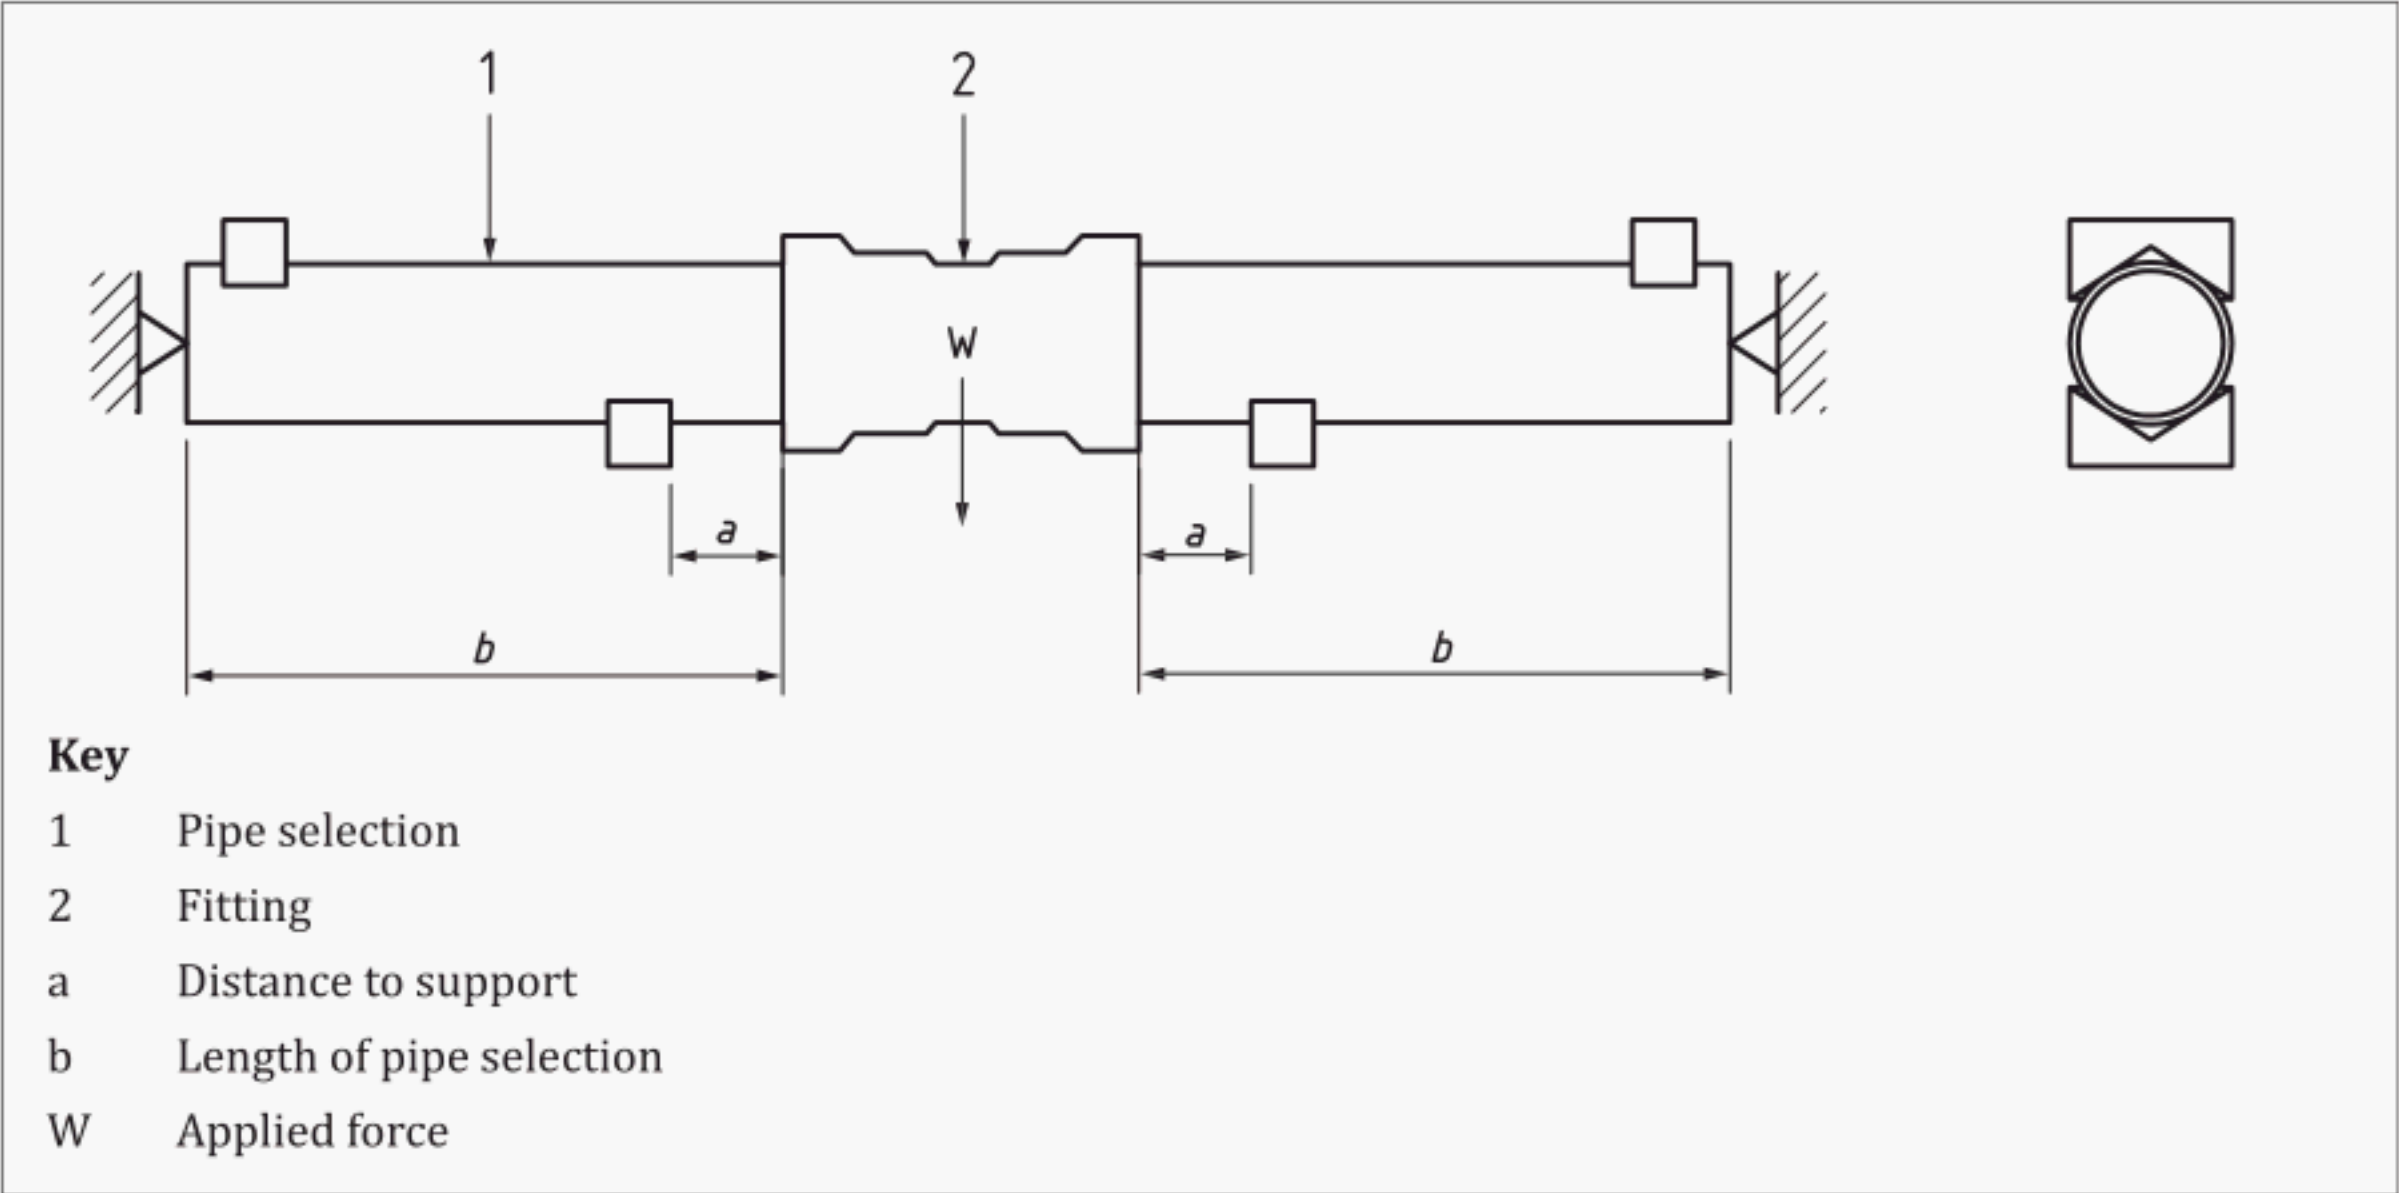 1 2
W
a a
b b
Key
1 Pipe selection
2 Fitting
a Distance to support
b Length of pipe selection
W Applied force